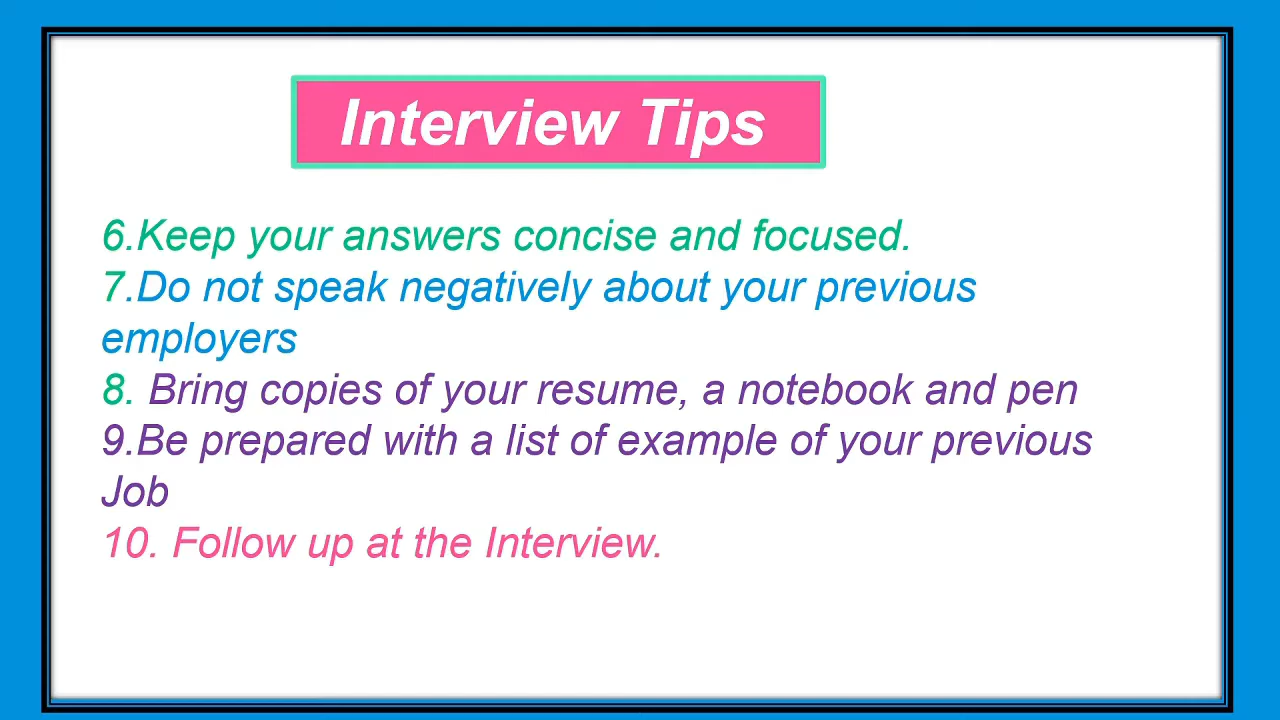 Interview Tips
6.Keep your answers concise and focused.
7.Do not speak negatively about your previous
employers
8. Bring copies of your resume, a notebook and pen
9.Be prepared with a list of example of your previous
Job
10. Follow up at the Interview.